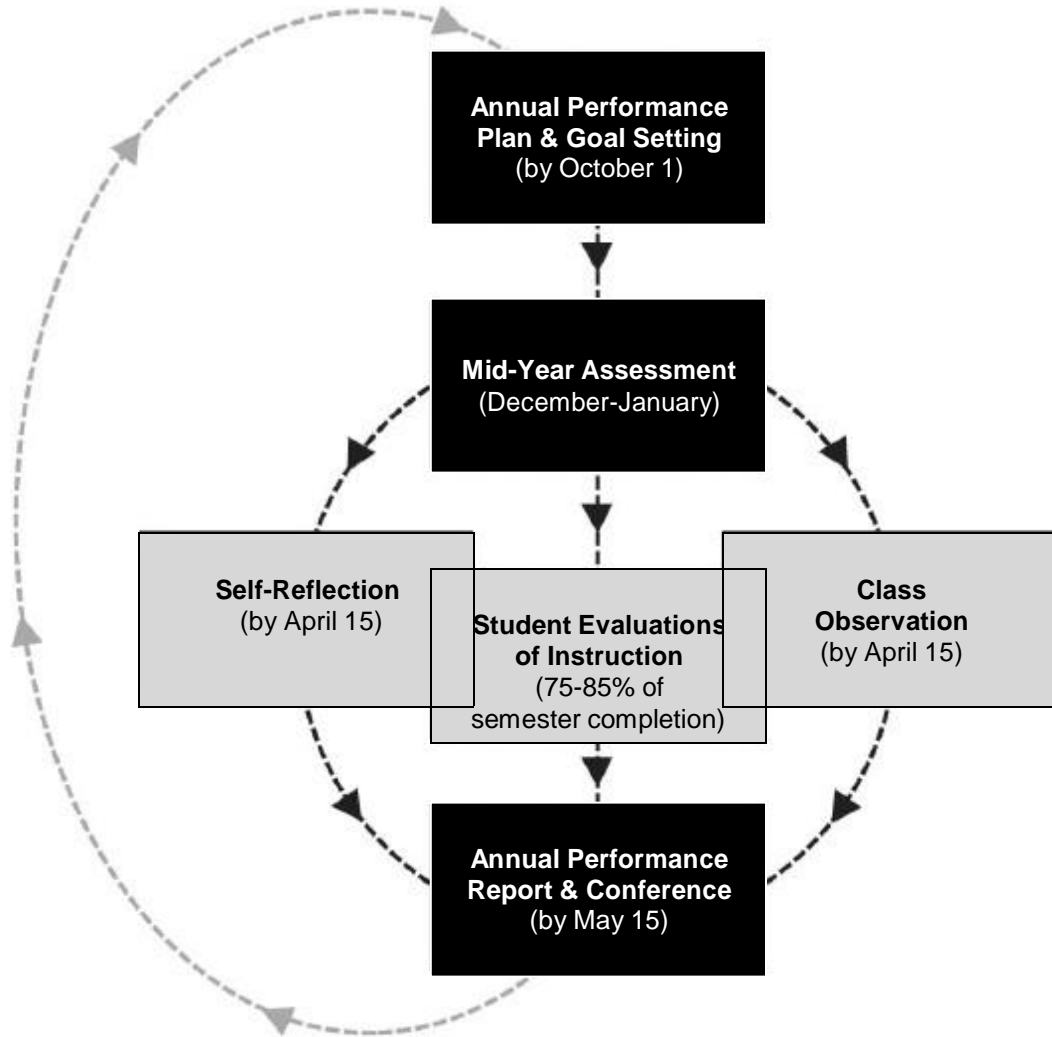 Annual Performance
Plan & Goal Setting
(by October 1)
Mid-Year Assessment
(December-January)
Self-Reflection
(by April 15)
Student Evaluations
of Instruction
(75-85% of
semester completion)
Class
Observation
(by April 15)
Annual Performance
Report & Conference
(by May 15)